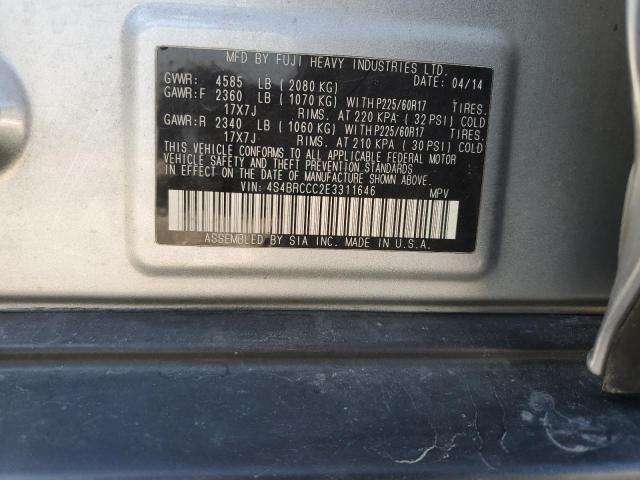 MFD BY FUJI HEAVY INDUSTRIES LTD. DATE: 04/14
GVWR: 4585 LB (2080 KG)
GAWR:F 2360 LB (1070 KG) WITH P225/60R17 TIRES,
17X7J RIMS, AT 220 KPA (32 PSI) COLD
GAWR:R 2340 LB (1060 KG) WITH P225/60R17 TIRES,
17X7J RIMS, AT 210 KPA (30 PSI) COLD
THIS VEHICLE CONFORMS TO ALL APPLICABLE FEDERAL MOTOR
VEHICLE SAFETY AND THEFT PREVENTION STANDARDS
IN EFFECT ON THE DATE OF MANUFACTURE SHOWN ABOVE.
VIN: 4S4BRCCC2E3311646 MPV
ASSEMBLED BY SIA INC. MADE IN U.S.A.